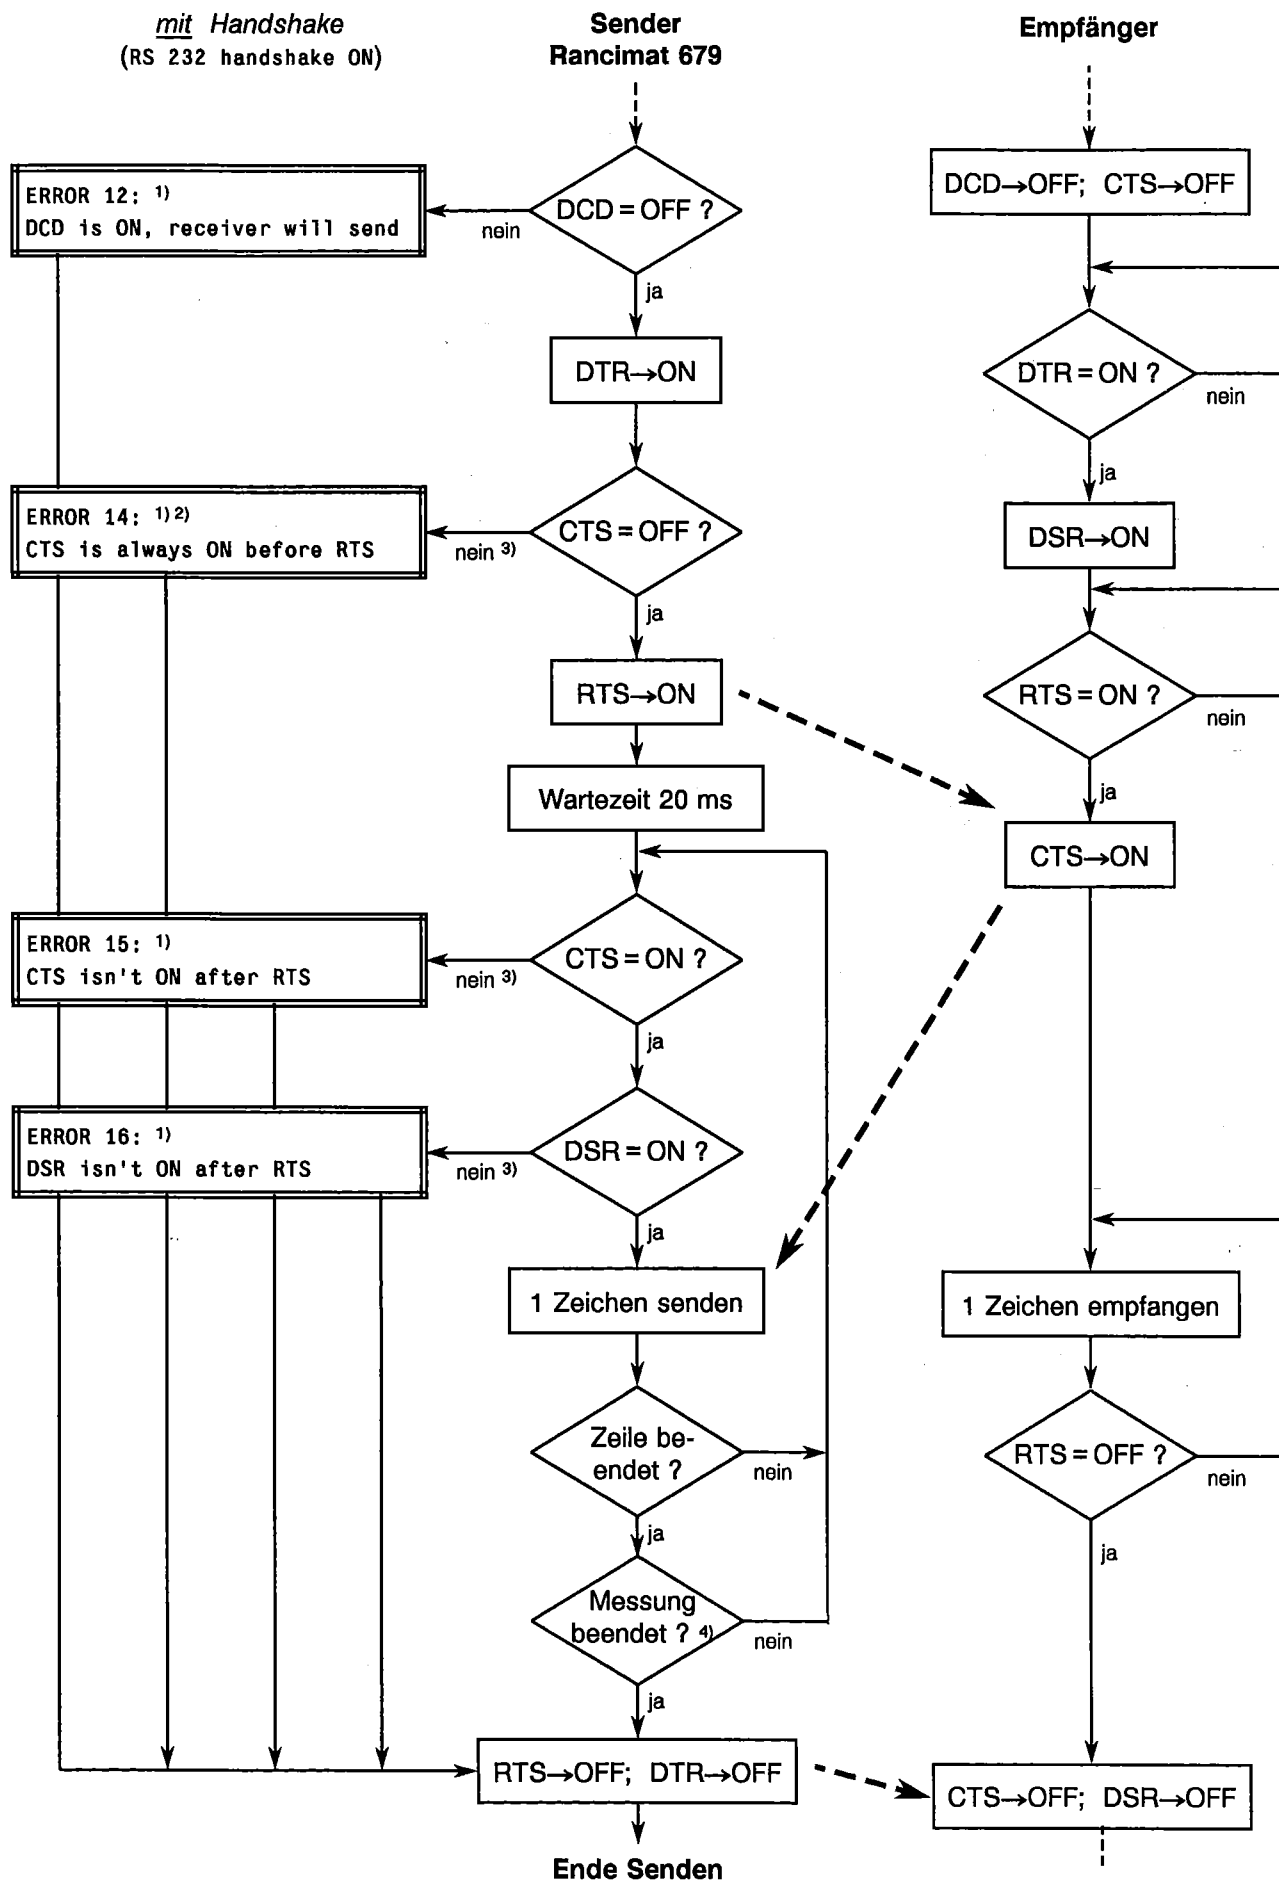 mit Handshake
(RS 232 handshake ON)
Sender
Rancimat 679
Empfänger
DCD=OFF ?
nein
ja
ERROR 12: 1)
DCD is ON, receiver will send
DTR→ON
CTS=OFF ?
nein 3)
ja
ERROR 14: 1)2)
CTS is always ON before RTS
RTS→ON
Wartezeit 20 ms
CTS=ON ?
nein 3)
ja
ERROR 15: 1)
CTS isn't ON after RTS
DSR=ON ?
nein 3)
ja
ERROR 16: 1)
DSR isn't ON after RTS
1 Zeichen senden
Zeile be-
endet ?
nein
ja
Messung
beendet ? 4)
nein
ja
RTS→OFF; DTR→OFF
Ende Senden
DCD→OFF; CTS→OFF
DTR=ON ?
nein
ja
DSR→ON
RTS=ON ?
nein
ja
CTS→ON
1 Zeichen empfangen
RTS=OFF ?
nein
ja
CTS→OFF; DSR→OFF